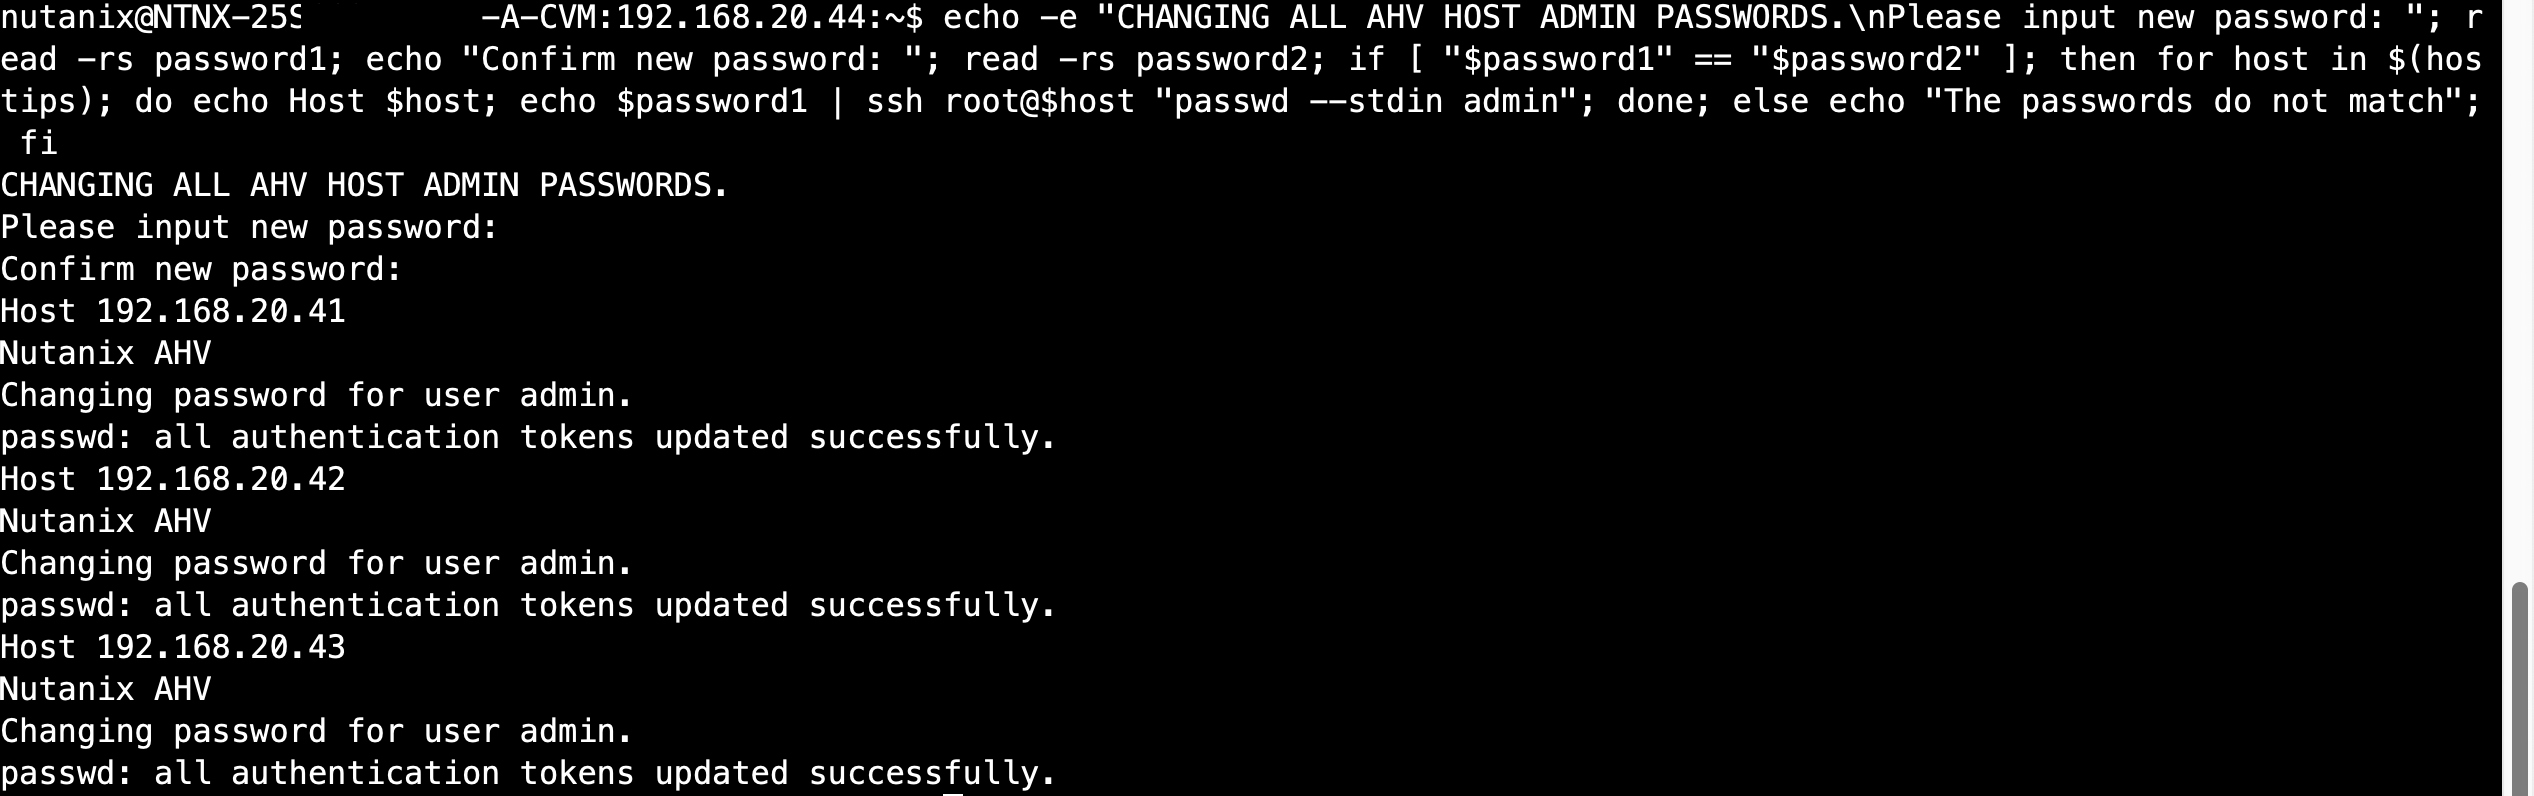 nutanix@NTNX-25S -A-CVM:192.168.20.44:~$ echo -e "CHANGING ALL AHV HOST ADMIN PASSWORDS.\nPlease input new password: "; r
ead -rs password1; echo "Confirm new password: "; read -rs password2; if [ "$password1" == "$password2" ]; then for host in $(hos
tips); do echo Host $host; echo $password1 | ssh root@$host "passwd --stdin admin"; done; else echo "The passwords do not match";
 fi
CHANGING ALL AHV HOST ADMIN PASSWORDS.
Please input new password:
Confirm new password:
Host 192.168.20.41
Nutanix AHV
Changing password for user admin.
passwd: all authentication tokens updated successfully.
Host 192.168.20.42
Nutanix AHV
Changing password for user admin.
passwd: all authentication tokens updated successfully.
Host 192.168.20.43
Nutanix AHV
Changing password for user admin.
passwd: all authentication tokens updated successfully.